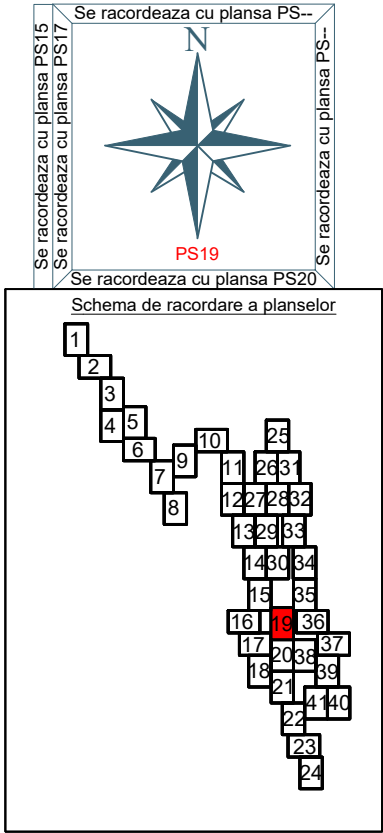 Se racordeaza cu plansa PS--
Se racordeaza cu plansa PS15
Se racordeaza cu plansa PS17
N
Se racordeaza cu plansa PS--
PS19
Se racordeaza cu plansa PS20
Schema de racordare a planselor
1
2
3
4 5
6
7
8
9
10
11
25
26 31
12 27 28 32
13 29 33
14 30 34
15 35
16 19 36
17 37
20 38
18 39
21
41 40
22
23
24